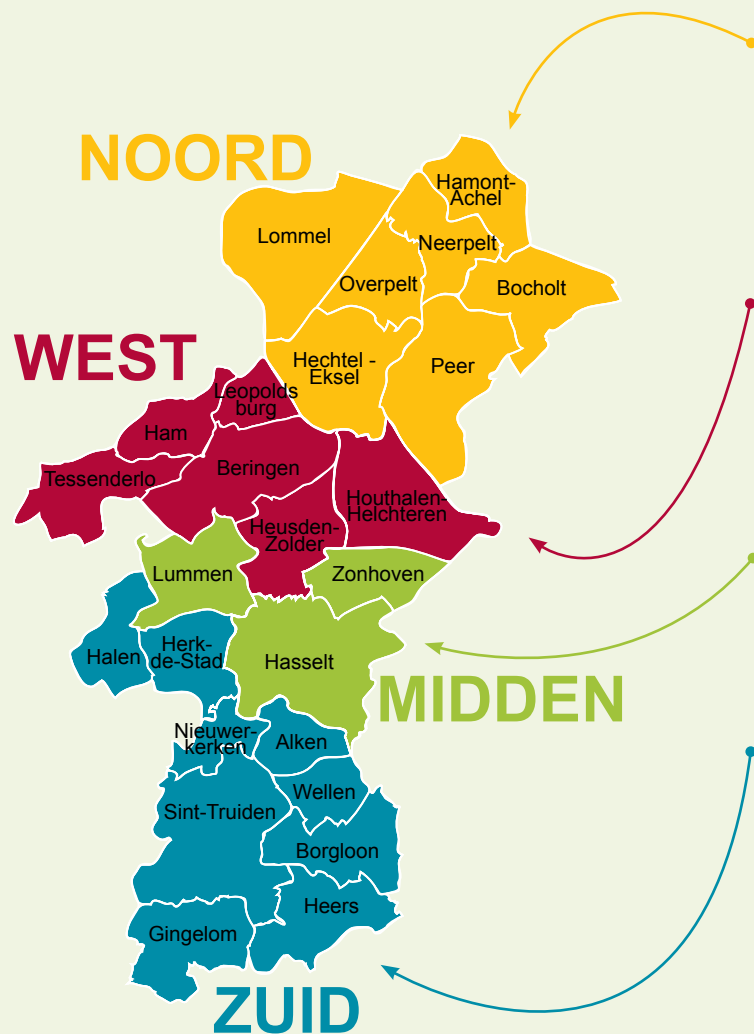 NOORD
Hamont-
Achel
Lommel
Neerpelt
Overpelt
Bocholt
Hechtel -
Eksel
Peer
WEST
Leopolds
burg
Ham
Beringen
Tessenderlo
Houthalen-
Helchteren
Heusden-
Zolder
Lummen
Zonhoven
Halen
Herk-
de-Stad
Hasselt
MIDDEN
Nieuwer-
kerken
Alken
Wellen
Sint-Truiden
Borgloon
Heers
Gingelom
ZUID